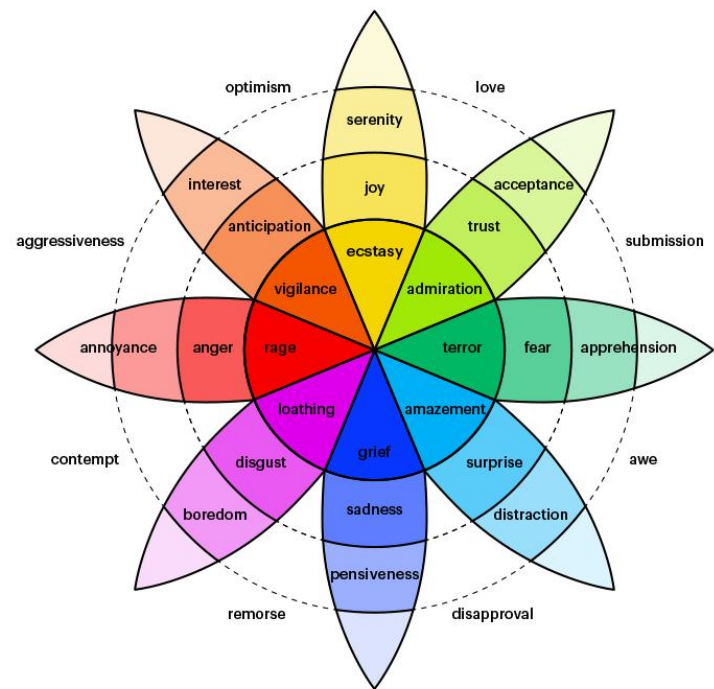 optimism love
serenity
interest acceptance
joy
anticipation trust
aggressiveness submission
ecstasy
vigilance admiration
annoyance anger rage terror fear apprehension
loathing amazement
grief
contempt disgust surprise awe
sadness
boredom distraction
pensiveness
remorse disapproval